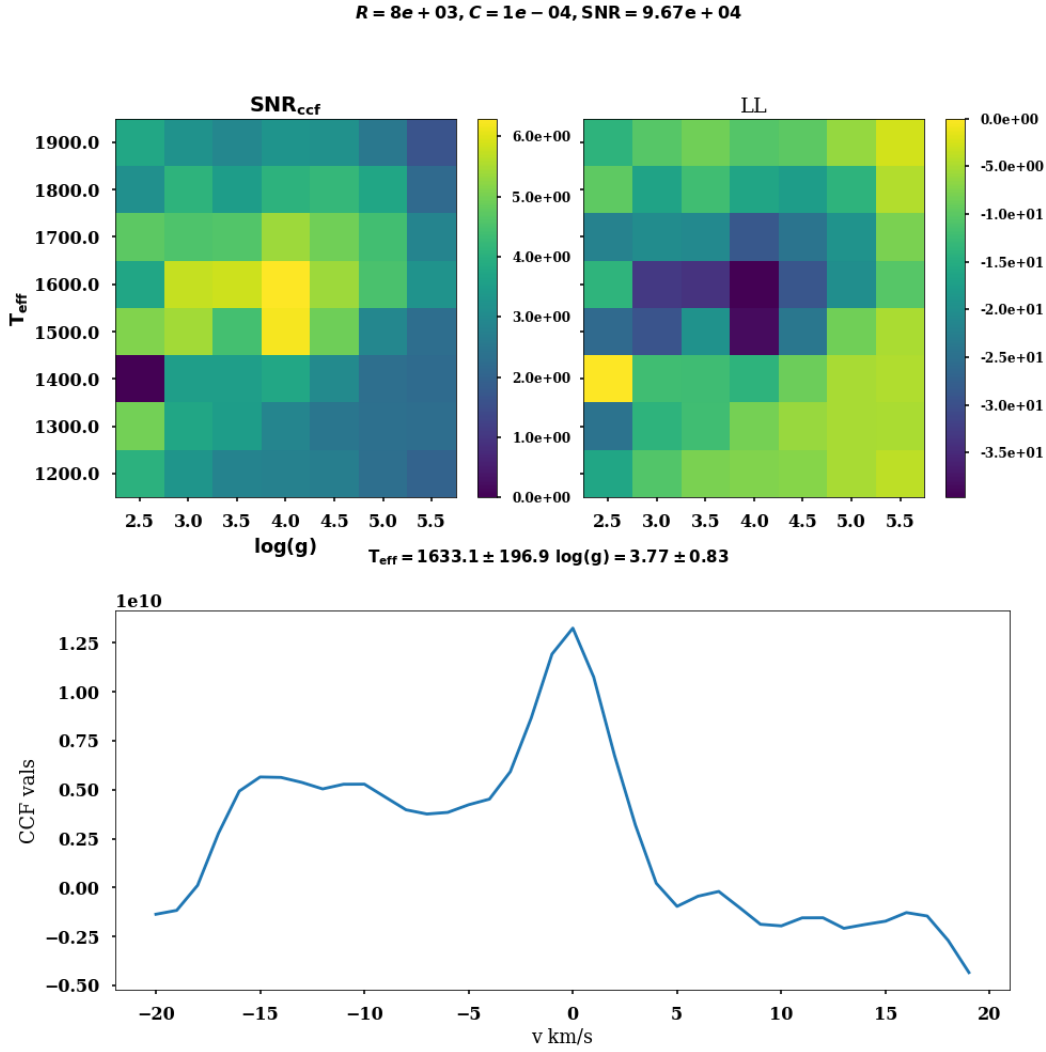 R = 8e + 03, C = 1e − 04, SNR = 9.67e + 04
SNR_ccf
LL
1900.0
1800.0
1700.0
1600.0
1500.0
1400.0
1300.0
1200.0
T_eff
2.5 3.0 3.5 4.0 4.5 5.0 5.5
log(g)
6.0e+00
5.0e+00
4.0e+00
3.0e+00
2.0e+00
1.0e+00
0.0e+00
2.5 3.0 3.5 4.0 4.5 5.0 5.5
0.0e+00
-5.0e+00
-1.0e+01
-1.5e+01
-2.0e+01
-2.5e+01
-3.0e+01
-3.5e+01
T_eff = 1633.1 ± 196.9 log(g) = 3.77 ± 0.83
1e10
1.25
1.00
0.75
0.50
0.25
0.00
−0.25
−0.50
CCF vals
−20 −15 −10 −5 0 5 10 15 20
v km/s